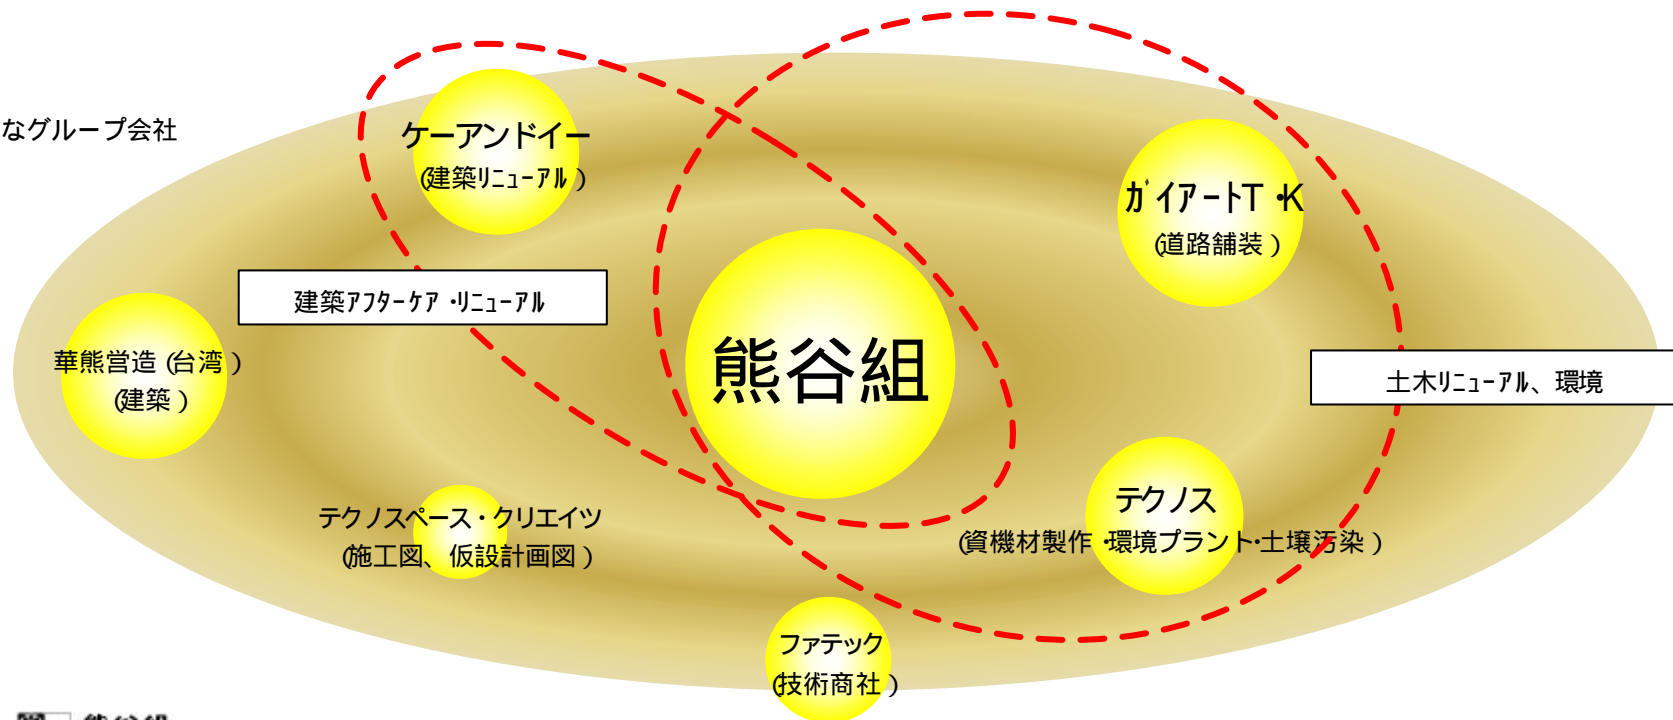 なグループ会社
ケーアンドイー
(建築リニューアル)
ガイアートT・K
(道路舗装)
建築アフターケア・リニューアル
熊谷組
華熊営造(台湾)
(建築)
土木リニューアル、環境
テクノスペース・クリエイツ
(施工図、仮設計画図)
テクノス
(資機材製作・環境プラント・土壌汚染)
ファテック
(技術商社)
熊谷組